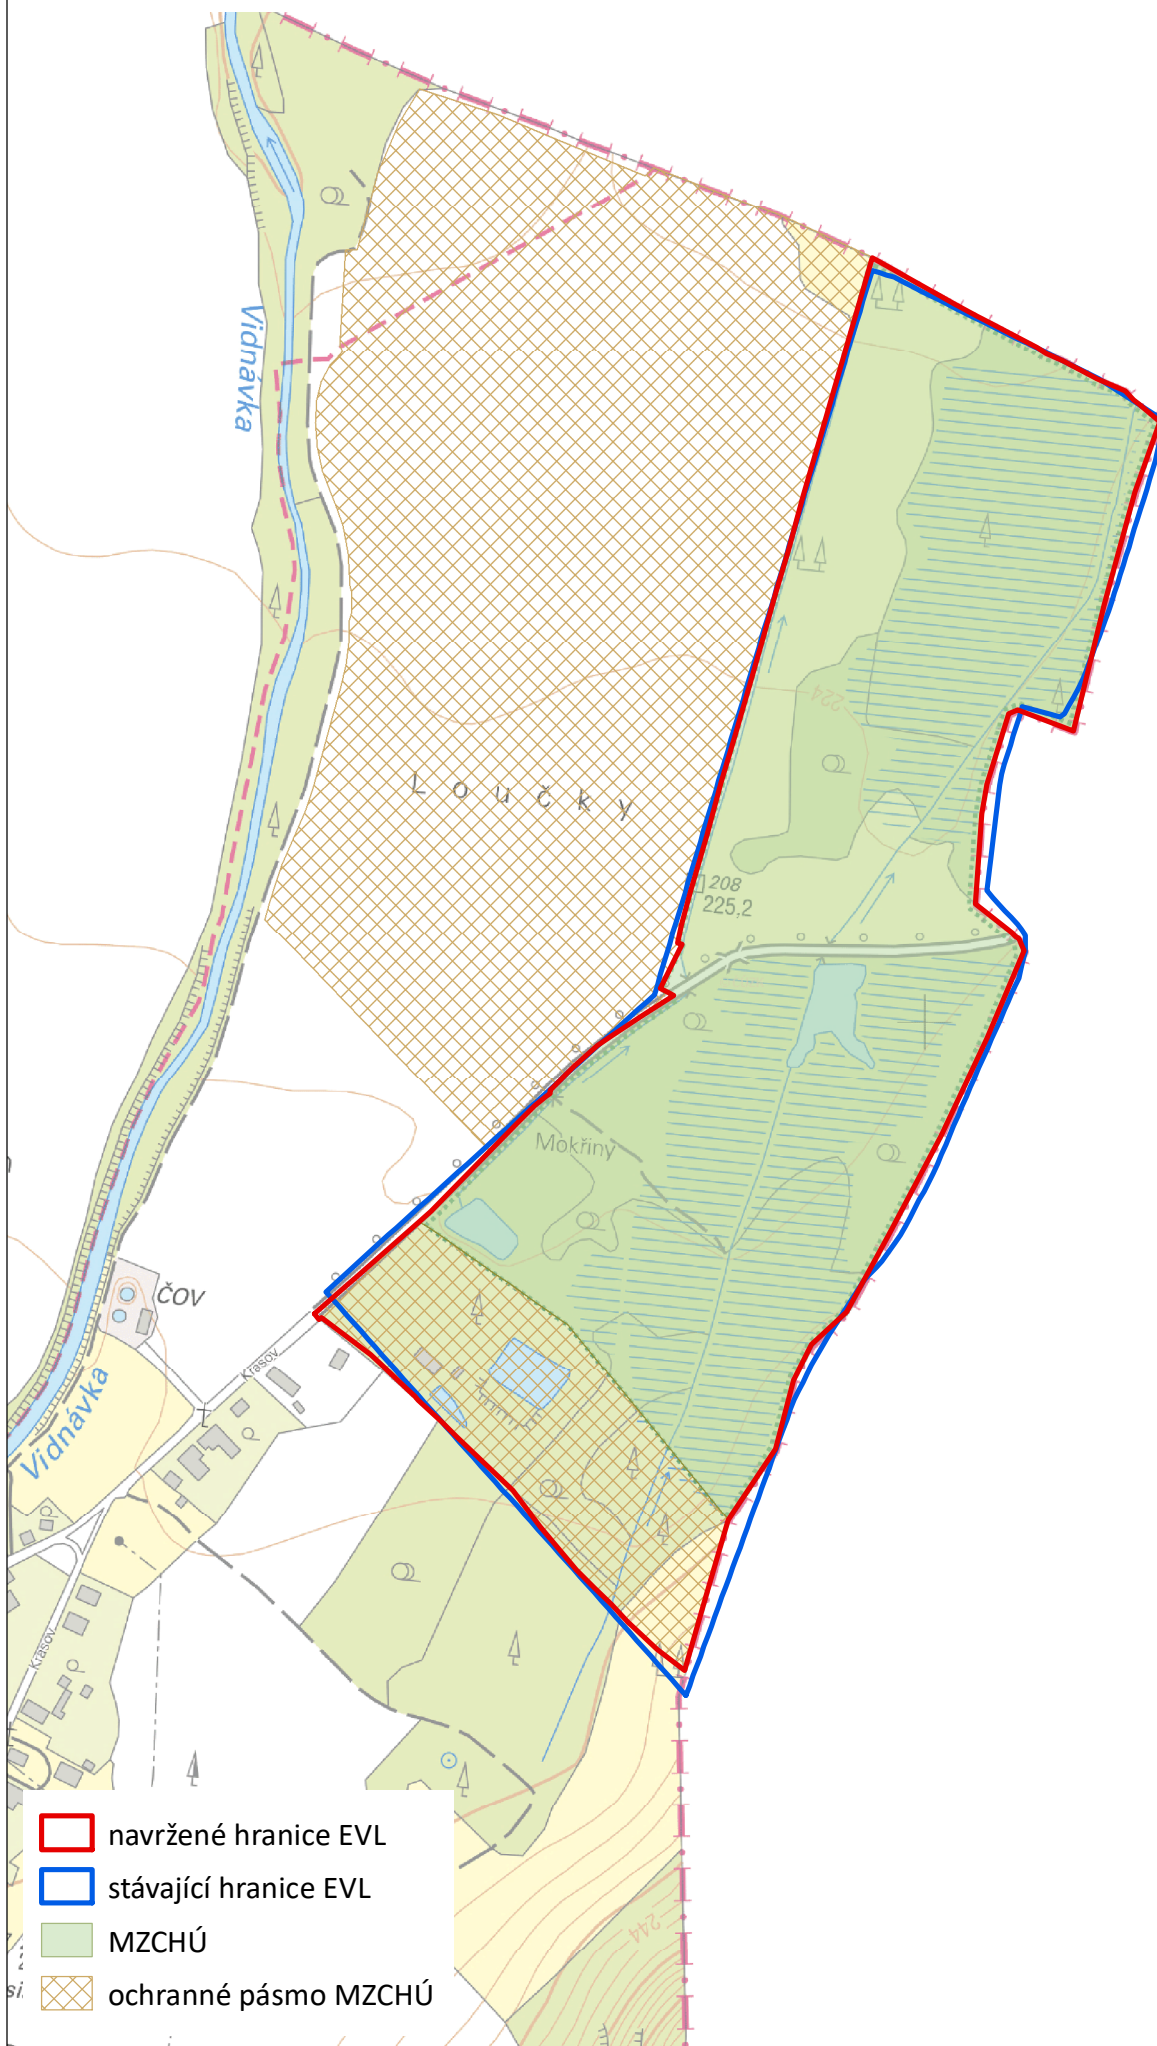 Vidnávka
Loučky
224
208
225,2
Mokřiny
ČOV
Krasov
Vidnávka
Krasov
244
navržené hranice EVL
stávající hranice EVL
MZCHÚ
ochranné pásmo MZCHÚ